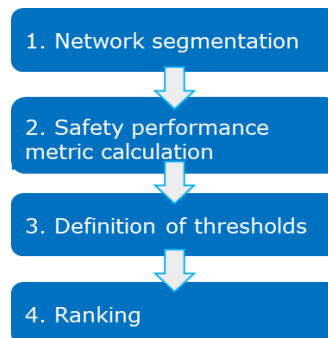 1. Network segmentation
2. Safety performance
metric calculation
3. Definition of thresholds
4. Ranking